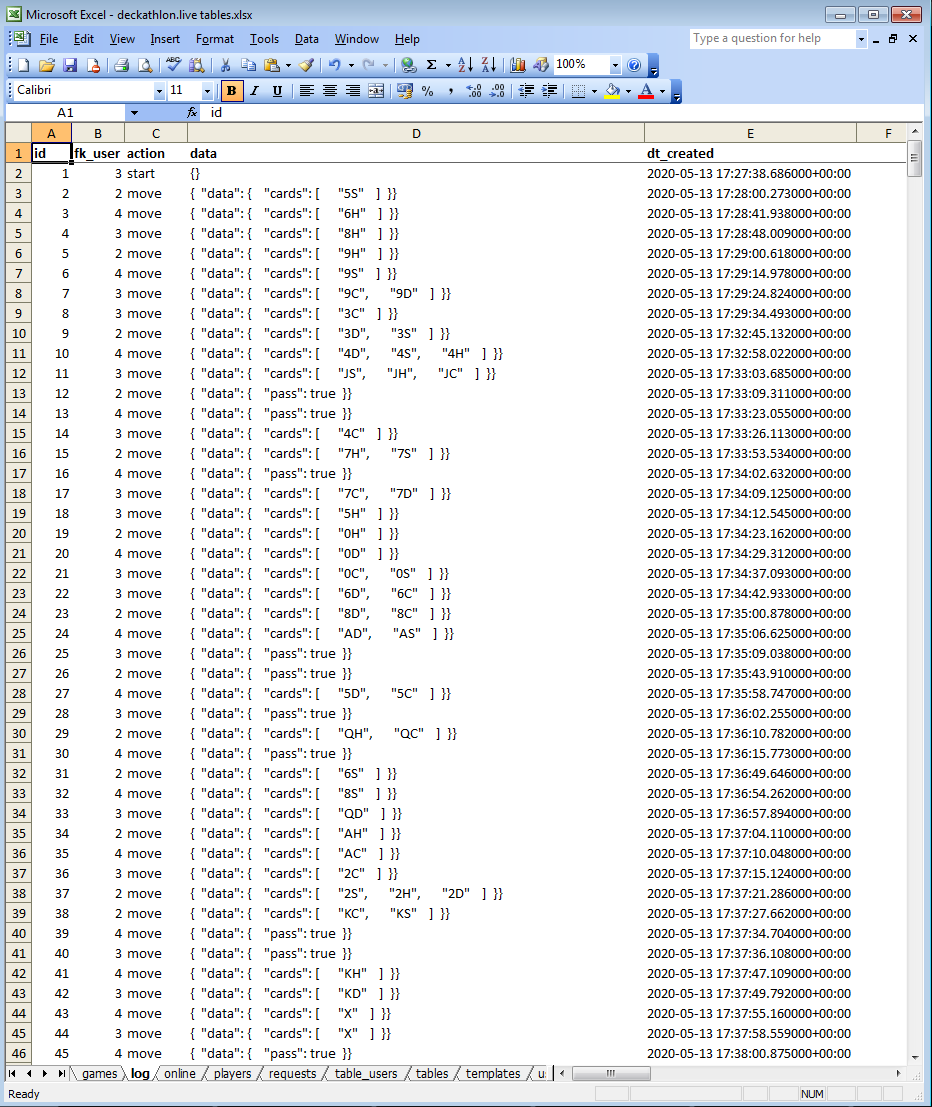 Microsoft Excel - deckathlon.live tables.xlsx
File Edit View Insert Format Tools Data Window Help Type a question for help
100%
Calibri 11 B I U
A1 fx id
A B C D E F
1 id fk_user action data dt_created
2 1 3 start {} 2020-05-13 17:27:38.686000+00:00
3 2 2 move { "data": { "cards": [ "5S" ] }} 2020-05-13 17:28:00.273000+00:00
4 3 4 move { "data": { "cards": [ "6H" ] }} 2020-05-13 17:28:41.938000+00:00
5 4 3 move { "data": { "cards": [ "8H" ] }} 2020-05-13 17:28:48.009000+00:00
6 5 2 move { "data": { "cards": [ "9H" ] }} 2020-05-13 17:29:00.618000+00:00
7 6 4 move { "data": { "cards": [ "9S" ] }} 2020-05-13 17:29:14.978000+00:00
8 7 3 move { "data": { "cards": [ "9C", "9D" ] }} 2020-05-13 17:29:24.824000+00:00
9 8 3 move { "data": { "cards": [ "3C" ] }} 2020-05-13 17:29:34.493000+00:00
10 9 2 move { "data": { "cards": [ "3D", "3S" ] }} 2020-05-13 17:32:45.132000+00:00
11 10 4 move { "data": { "cards": [ "4D", "4S", "4H" ] }} 2020-05-13 17:32:58.022000+00:00
12 11 3 move { "data": { "cards": [ "JS", "JH", "JC" ] }} 2020-05-13 17:33:03.685000+00:00
13 12 2 move { "data": { "pass": true }} 2020-05-13 17:33:09.311000+00:00
14 13 4 move { "data": { "pass": true }} 2020-05-13 17:33:23.055000+00:00
15 14 3 move { "data": { "cards": [ "4C" ] }} 2020-05-13 17:33:26.113000+00:00
16 15 2 move { "data": { "cards": [ "7H", "7S" ] }} 2020-05-13 17:33:53.534000+00:00
17 16 4 move { "data": { "pass": true }} 2020-05-13 17:34:02.632000+00:00
18 17 3 move { "data": { "cards": [ "7C", "7D" ] }} 2020-05-13 17:34:09.125000+00:00
19 18 3 move { "data": { "cards": [ "5H" ] }} 2020-05-13 17:34:12.545000+00:00
20 19 2 move { "data": { "cards": [ "0H" ] }} 2020-05-13 17:34:23.162000+00:00
21 20 4 move { "data": { "cards": [ "0D" ] }} 2020-05-13 17:34:29.312000+00:00
22 21 3 move { "data": { "cards": [ "0C", "0S" ] }} 2020-05-13 17:34:37.093000+00:00
23 22 3 move { "data": { "cards": [ "6D", "6C" ] }} 2020-05-13 17:34:42.933000+00:00
24 23 2 move { "data": { "cards": [ "8D", "8C" ] }} 2020-05-13 17:35:00.878000+00:00
25 24 4 move { "data": { "cards": [ "AD", "AS" ] }} 2020-05-13 17:35:06.625000+00:00
26 25 3 move { "data": { "pass": true }} 2020-05-13 17:35:09.038000+00:00
27 26 2 move { "data": { "pass": true }} 2020-05-13 17:35:43.910000+00:00
28 27 4 move { "data": { "cards": [ "5D", "5C" ] }} 2020-05-13 17:35:58.747000+00:00
29 28 3 move { "data": { "pass": true }} 2020-05-13 17:36:02.255000+00:00
30 29 2 move { "data": { "cards": [ "QH", "QC" ] }} 2020-05-13 17:36:10.782000+00:00
31 30 4 move { "data": { "pass": true }} 2020-05-13 17:36:15.773000+00:00
32 31 2 move { "data": { "cards": [ "6S" ] }} 2020-05-13 17:36:49.646000+00:00
33 32 4 move { "data": { "cards": [ "8S" ] }} 2020-05-13 17:36:54.262000+00:00
34 33 3 move { "data": { "cards": [ "QD" ] }} 2020-05-13 17:36:57.894000+00:00
35 34 2 move { "data": { "cards": [ "AH" ] }} 2020-05-13 17:37:04.110000+00:00
36 35 4 move { "data": { "cards": [ "AC" ] }} 2020-05-13 17:37:10.048000+00:00
37 36 3 move { "data": { "cards": [ "2C" ] }} 2020-05-13 17:37:15.124000+00:00
38 37 2 move { "data": { "cards": [ "2S", "2H", "2D" ] }} 2020-05-13 17:37:21.286000+00:00
39 38 2 move { "data": { "cards": [ "KC", "KS" ] }} 2020-05-13 17:37:27.662000+00:00
40 39 4 move { "data": { "pass": true }} 2020-05-13 17:37:34.704000+00:00
41 40 3 move { "data": { "pass": true }} 2020-05-13 17:37:36.108000+00:00
42 41 4 move { "data": { "cards": [ "KH" ] }} 2020-05-13 17:37:47.109000+00:00
43 42 3 move { "data": { "cards": [ "KD" ] }} 2020-05-13 17:37:49.792000+00:00
44 43 4 move { "data": { "cards": [ "X" ] }} 2020-05-13 17:37:55.160000+00:00
45 44 3 move { "data": { "cards": [ "X" ] }} 2020-05-13 17:37:58.559000+00:00
46 45 4 move { "data": { "pass": true }} 2020-05-13 17:38:00.875000+00:00
games log online players requests table_users tables templates u
Ready NUM